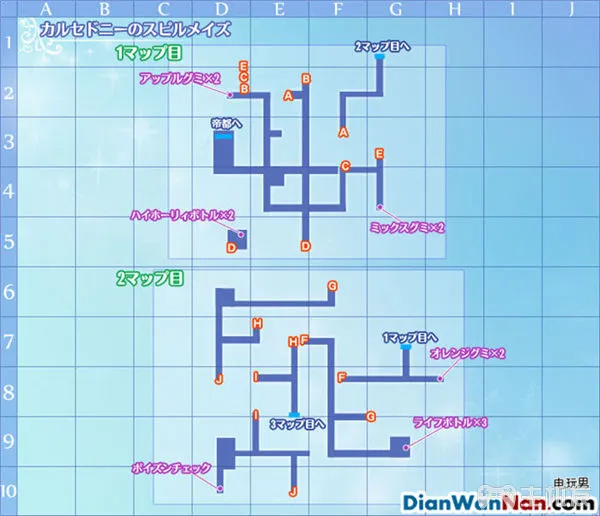 A B C D E F G H I J
カルセドニーのスピルメイズ
1
1マップ目
2マップ目へ
E
C
B
アップルグミ×2
B
A
2
帝都へ
A
3
C
E
4
ハイホーリィボトル×2
ミックスグミ×2
D
D
5
2マップ目
6
G
H
H F
1マップ目へ
7
オレンジグミ×2
J
I
F
8
3マップ目へ
I
G
ライフボトル×3
9
ポイズンチェック
J
10
电玩男
DianWanNan.com